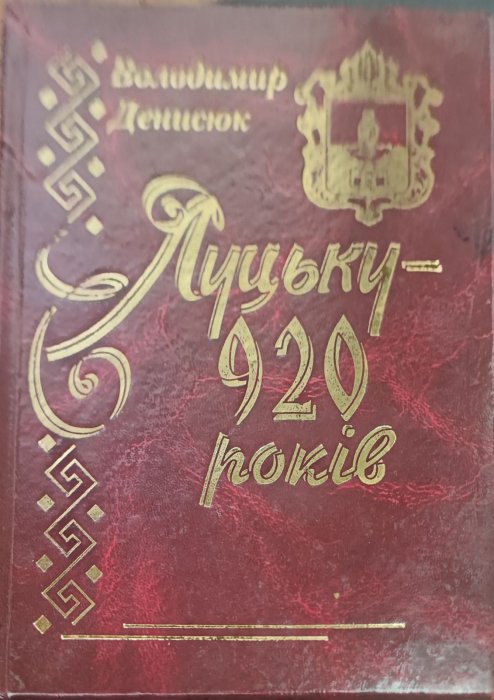 Володимир
Денисюк
Луцьку-
920
років